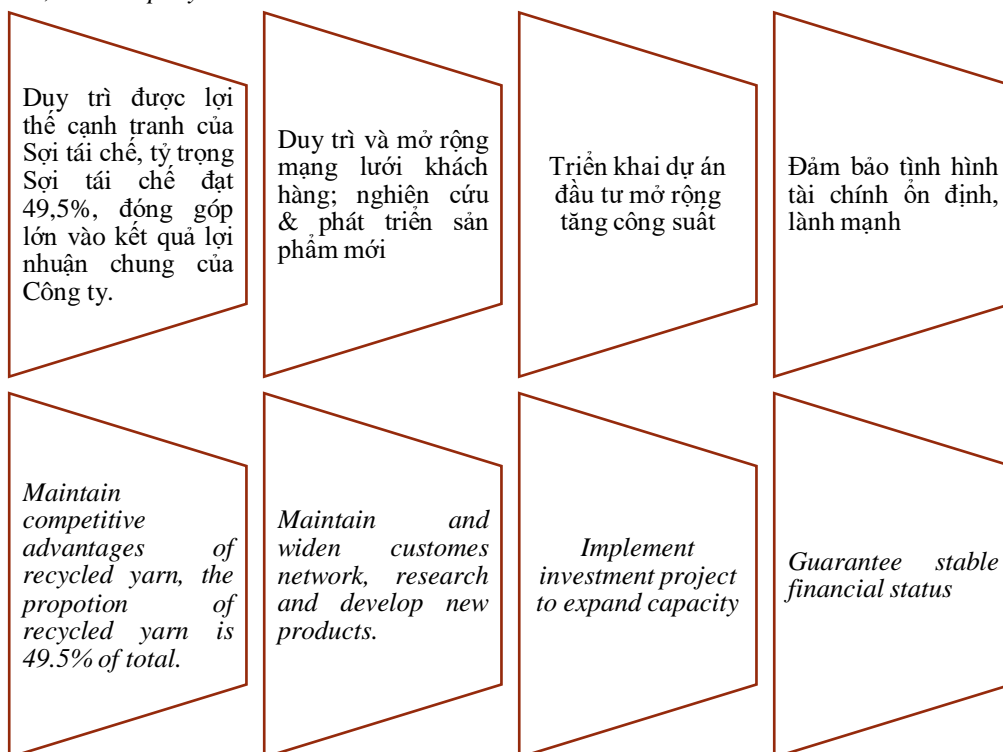 Duy trì được lợi
thế cạnh tranh của
Sợi tái chế, tỷ trọng
Sợi tái chế đạt
49,5%, đóng góp
lớn vào kết quả lợi
nhuận chung của
Công ty.
Duy trì và mở rộng
mạng lưới khách
hàng; nghiên cứu
& phát triển sản
phẩm mới
Triển khai dự án
đầu tư mở rộng
tăng công suất
Đảm bảo tình hình
tài chính ổn định,
lành mạnh
Maintain
competitive
advantages of
recycled yarn, the
propotion of
recycled yarn is
49.5% of total.
Maintain and
widen customes
network, research
and develop new
products.
Implement
investment project
to expand capacity
Guarantee stable
financial status